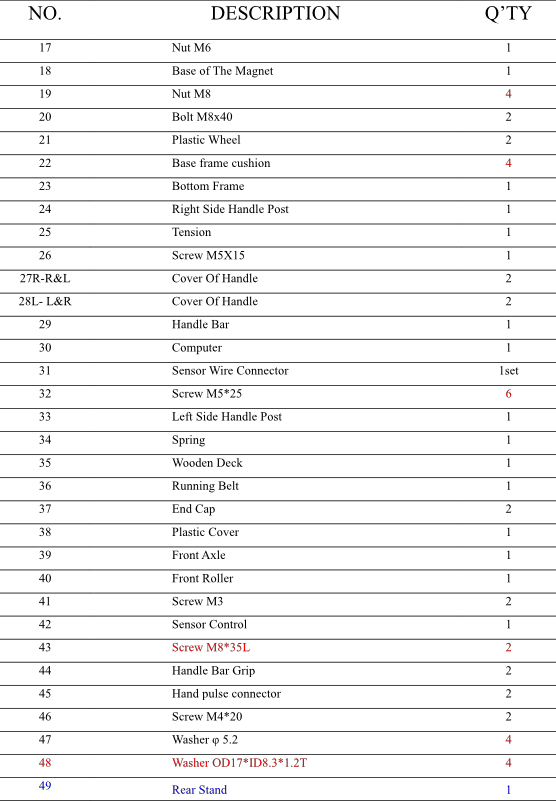 NO. DESCRIPTION Q’TY
17 Nut M6 1
18 Base of The Magnet 1
19 Nut M8 4
20 Bolt M8x40 2
21 Plastic Wheel 2
22 Base frame cushion 4
23 Bottom Frame 1
24 Right Side Handle Post 1
25 Tension 1
26 Screw M5X15 1
27R-R&L Cover Of Handle 2
28L- L&R Cover Of Handle 2
29 Handle Bar 1
30 Computer 1
31 Sensor Wire Connector 1set
32 Screw M5*25 6
33 Left Side Handle Post 1
34 Spring 1
35 Wooden Deck 1
36 Running Belt 1
37 End Cap 2
38 Plastic Cover 1
39 Front Axle 1
40 Front Roller 1
41 Screw M3 2
42 Sensor Control 1
43 Screw M8*35L 2
44 Handle Bar Grip 2
45 Hand pulse connector 2
46 Screw M4*20 2
47 Washer φ 5.2 4
48 Washer OD17*ID8.3*1.2T 4
49 Rear Stand 1